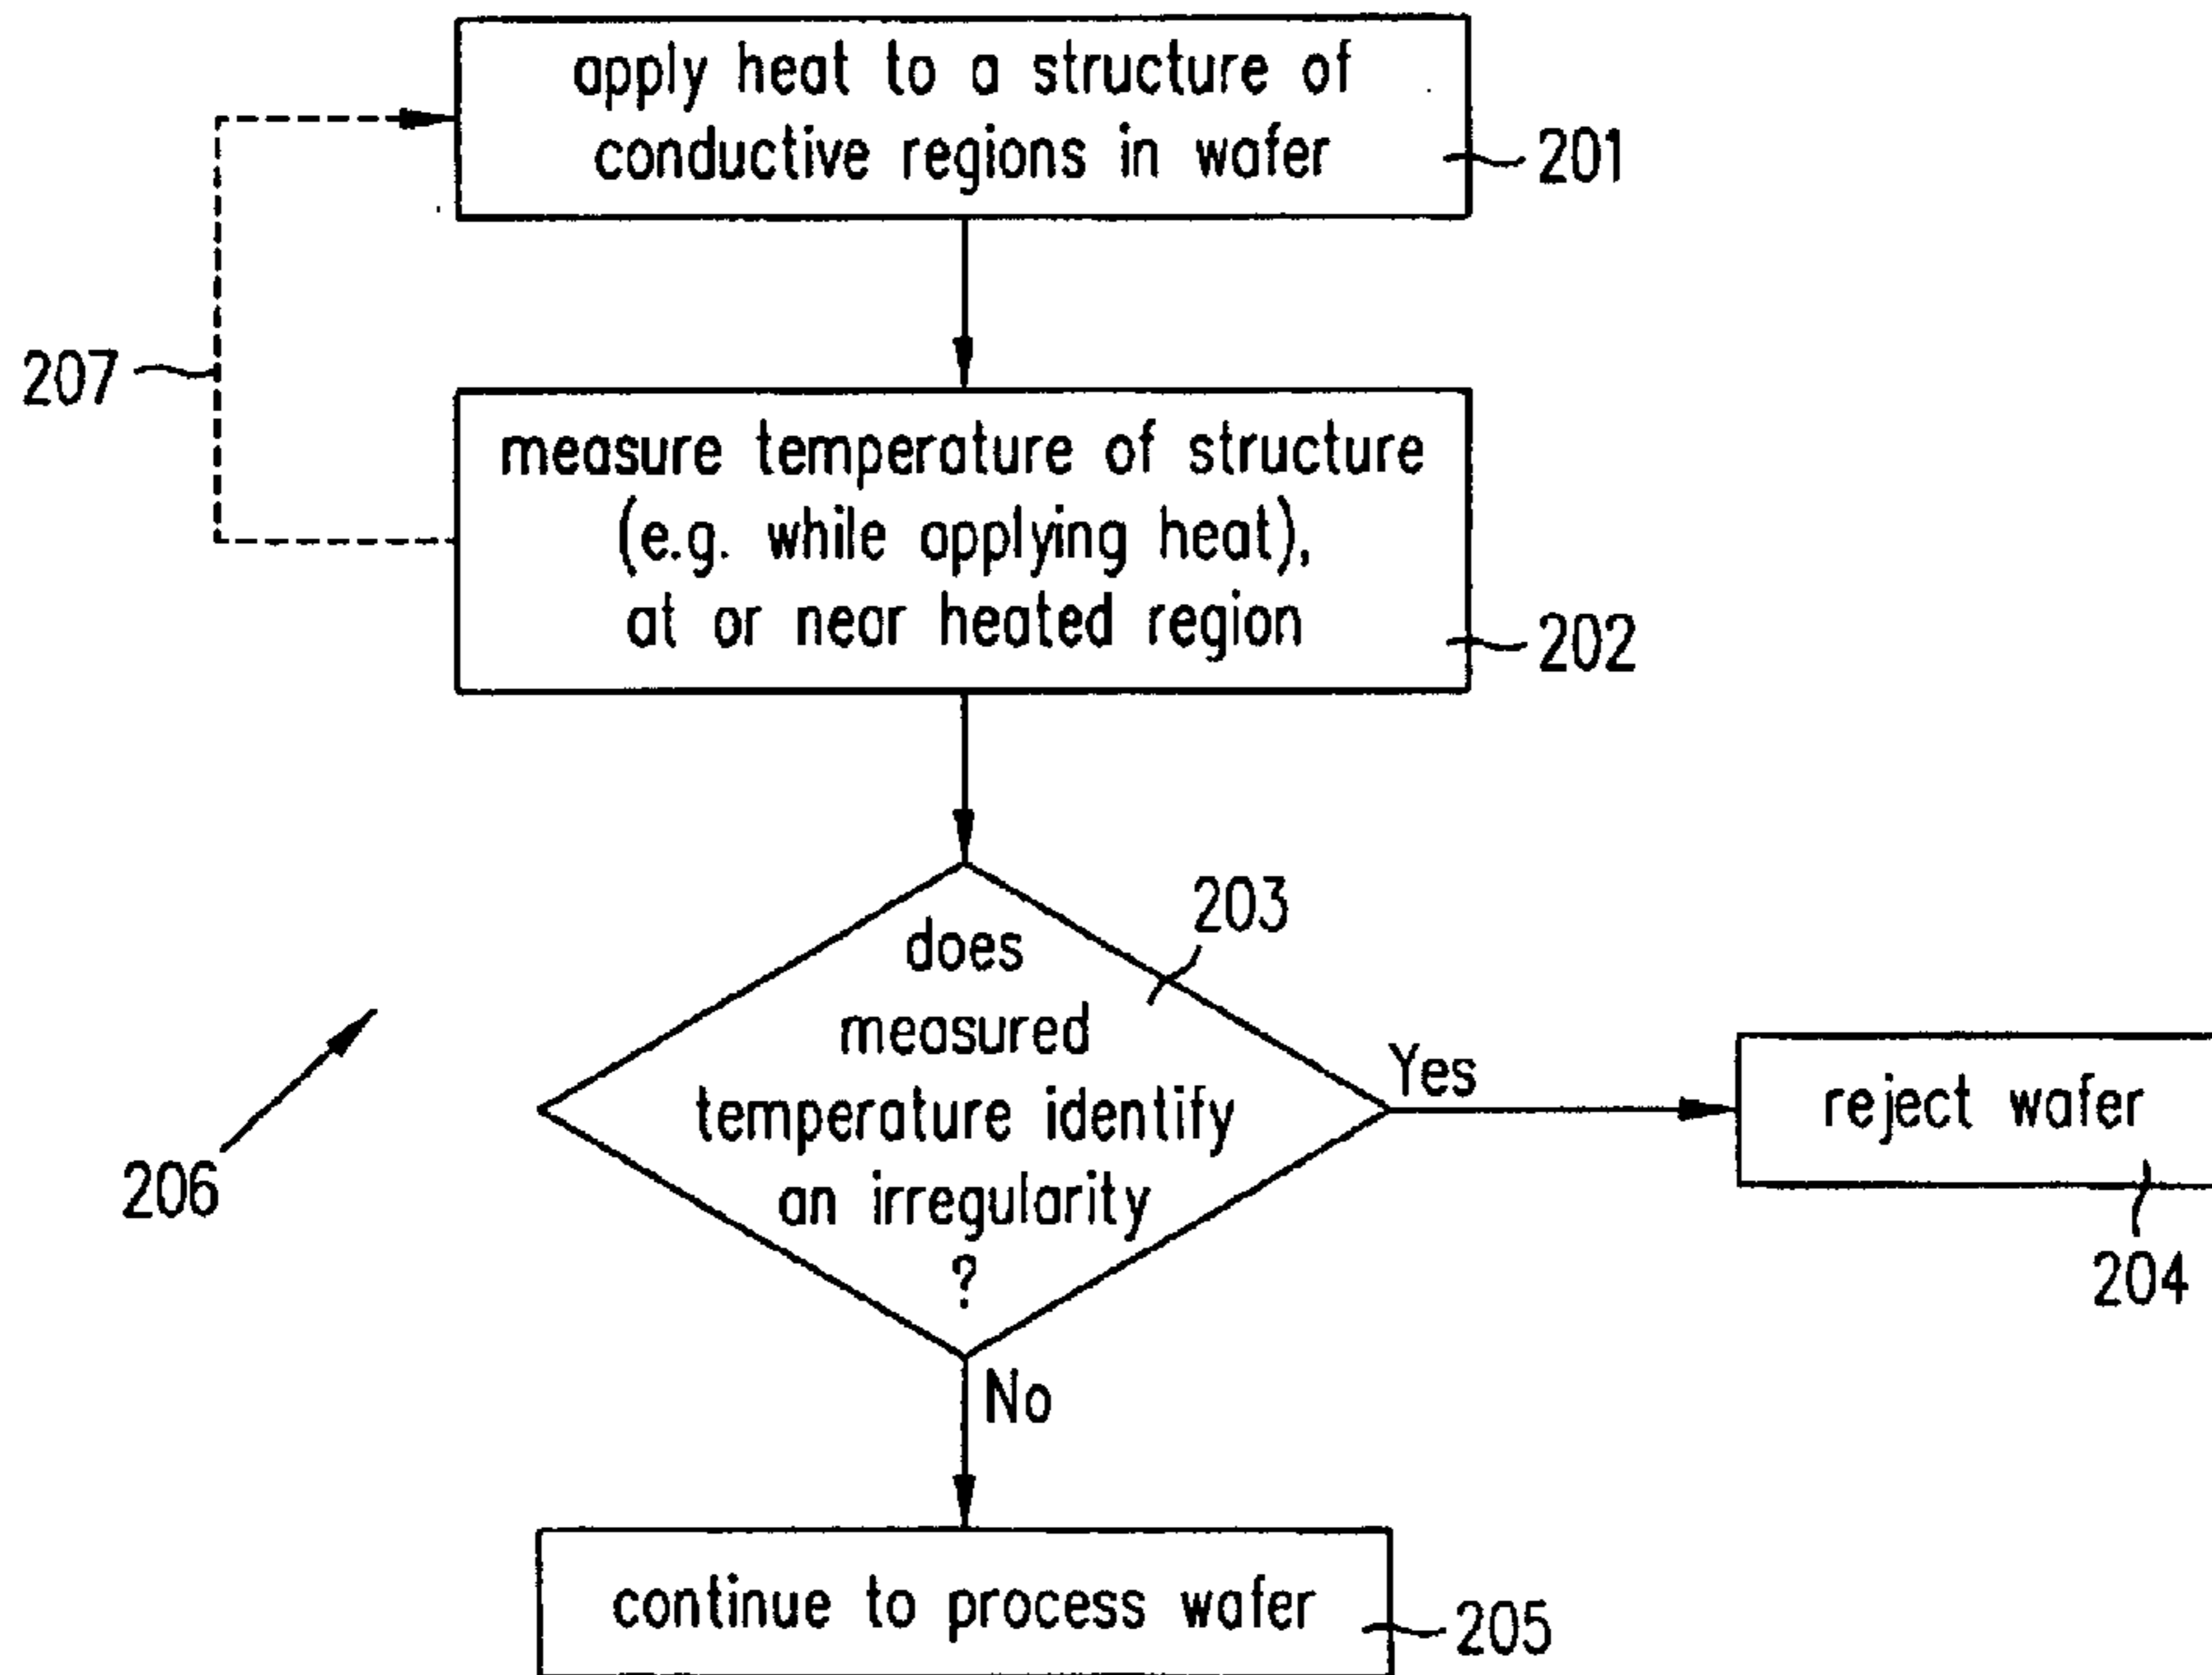 apply heat to a structure of
conductive regions in wafer
201
207
measure temperature of structure
(e.g. while applying heat),
at or near heated region
202
203
does
measured
temperature identify
an irregularity
?
Yes
reject wafer
204
206
No
continue to process wafer
205